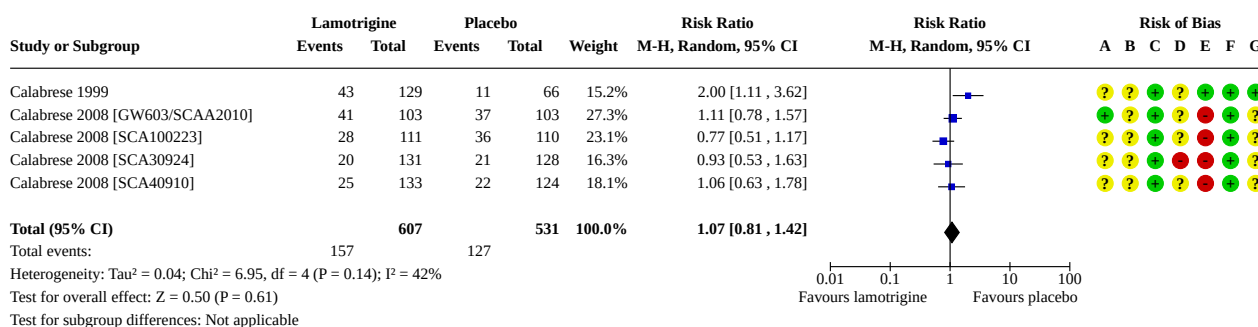 Lamotrigine Placebo Risk Ratio Risk Ratio Risk of Bias
Study or Subgroup Events Total Events Total Weight M-H, Random, 95% CI M-H, Random, 95% CI A B C D E F G
Calabrese 1999 43 129 11 66 15.2% 2.00 [1.11 , 3.62] ? ? + ? + + +
Calabrese 2008 [GW603/SCAA2010] 41 103 37 103 27.3% 1.11 [0.78 , 1.57] + ? + ? - + ?
Calabrese 2008 [SCA100223] 28 111 36 110 23.1% 0.77 [0.51 , 1.17] ? ? + ? - + ?
Calabrese 2008 [SCA30924] 20 131 21 128 16.3% 0.93 [0.53 , 1.63] ? ? + - - + ?
Calabrese 2008 [SCA40910] 25 133 22 124 18.1% 1.06 [0.63 , 1.78] ? ? + ? - + ?
Total (95% CI) 607 531 100.0% 1.07 [0.81 , 1.42]
Total events: 157 127
Heterogeneity: Tau² = 0.04; Chi² = 6.95, df = 4 (P = 0.14); I² = 42%
0.01 0.1 1 10 100
Test for overall effect: Z = 0.50 (P = 0.61)
Favours lamotrigine Favours placebo
Test for subgroup differences: Not applicable